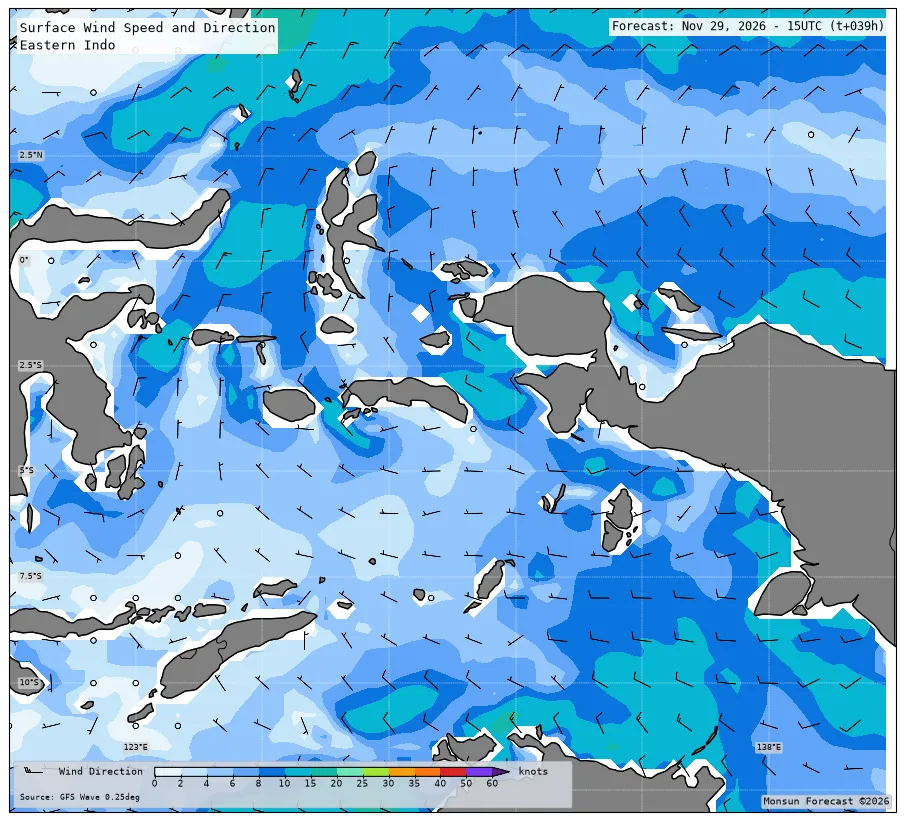 Surface Wind Speed and Direction
Eastern Indo
Forecast: Nov 29, 2026 - 15UTC (t+039h)
2.5°N
0°
2.5°S
5°S
7.5°S
10°S
123°E
138°E
Wind Direction
0 2 4 6 8 10 15 20 25 30 35 40 50 60
knots
Source: GFS Wave 0.25deg
Monsun Forecast ©2026